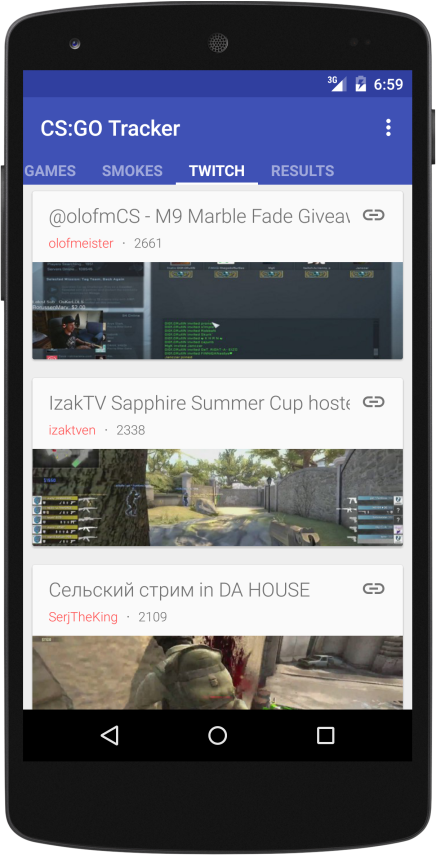 3G 6:59
CS:GO Tracker
GAMES SMOKES TWITCH RESULTS
@olofmCS - M9 Marble Fade Giveav
olofmeister · 2661
IzakTV Sapphire Summer Cup hoste
izaktven · 2338
Сельский стрим in DA HOUSE
SerjTheKing · 2109